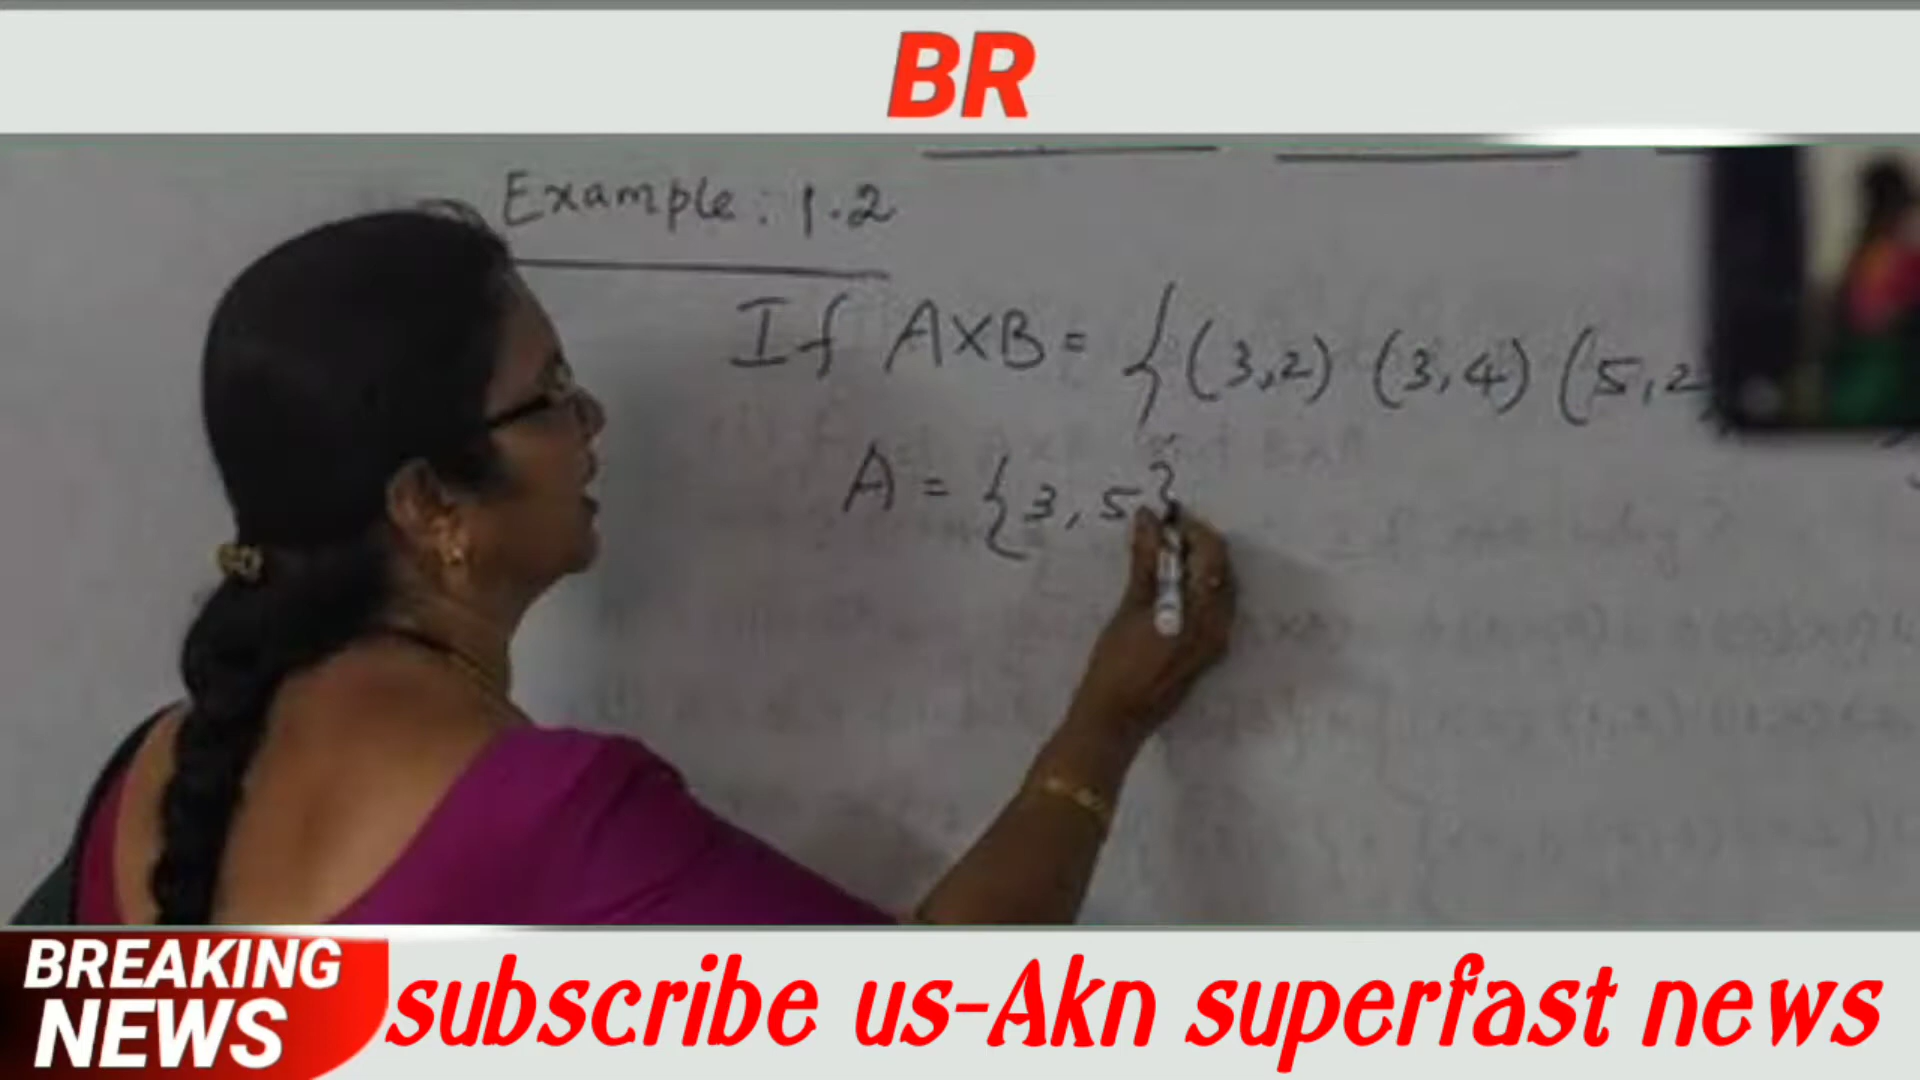 BR
Example: 1.2
If A×B = {(3,2) (3,4) (5,2
A = {3, 5}
BREAKING
NEWS
subscribe us-Akn superfast news